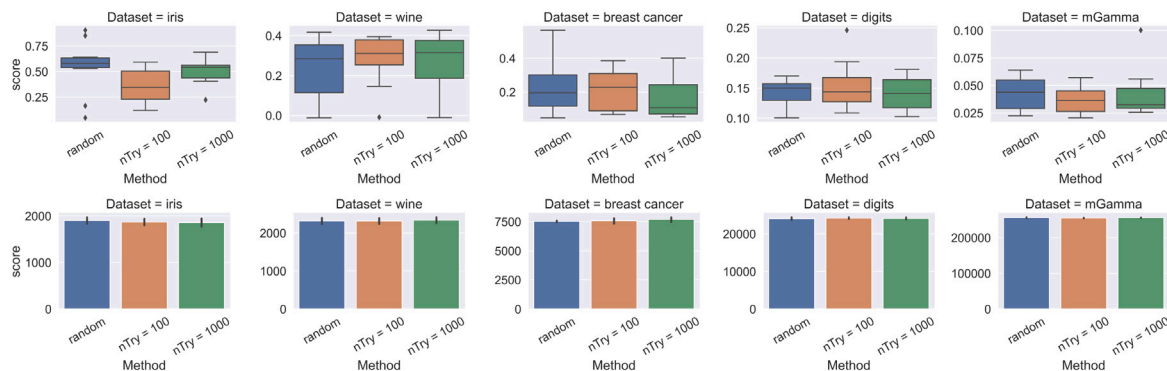 Dataset = iris
Dataset = wine
Dataset = breast cancer
Dataset = digits
Dataset = mGamma
score
0.75
0.50
0.25
0.4
0.2
0.0
0.4
0.2
0.25
0.20
0.15
0.10
0.100
0.075
0.050
0.025
random
nTry = 100
nTry = 1000
random
nTry = 100
nTry = 1000
random
nTry = 100
nTry = 1000
random
nTry = 100
nTry = 1000
random
nTry = 100
nTry = 1000
Method
Method
Method
Method
Method
Dataset = iris
Dataset = wine
Dataset = breast cancer
Dataset = digits
Dataset = mGamma
score
2000
1000
0
2000
1000
0
7500
5000
2500
0
20000
10000
0
200000
100000
0
random
nTry = 100
nTry = 1000
random
nTry = 100
nTry = 1000
random
nTry = 100
nTry = 1000
random
nTry = 100
nTry = 1000
random
nTry = 100
nTry = 1000
Method
Method
Method
Method
Method